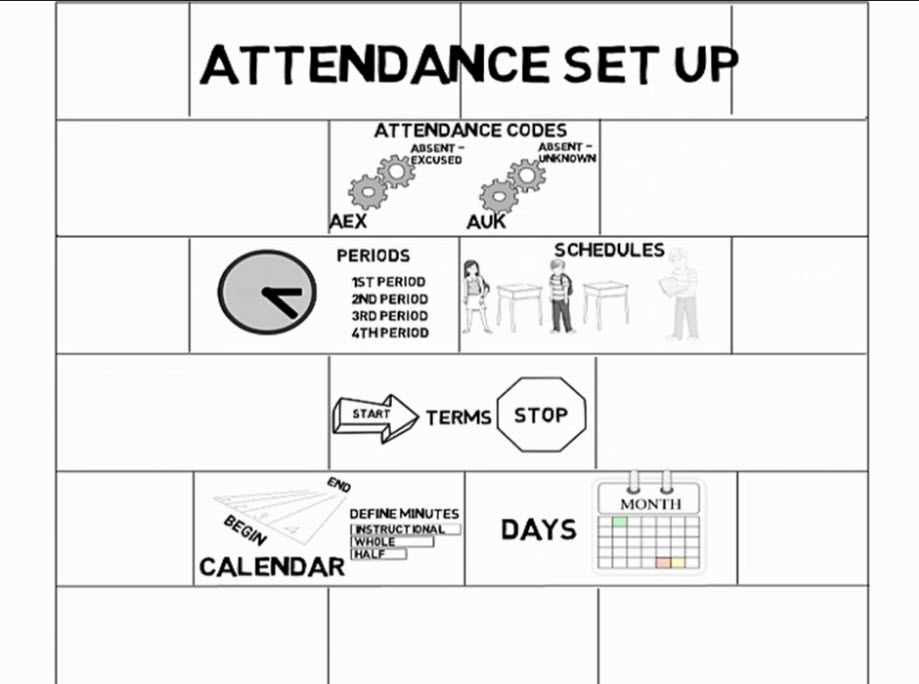 ATTENDANCE SET UP
ATTENDANCE CODES
ABSENT -
EXCUSED
AEX
ABSENT -
UNKNOWN
AUK
PERIODS
1ST PERIOD
2ND PERIOD
3RD PERIOD
4TH PERIOD
SCHEDULES
START
TERMS
STOP
BEGIN
END
CALENDAR
DEFINE MINUTES
INSTRUCTIONAL
WHOLE
HALF
DAYS
MONTH